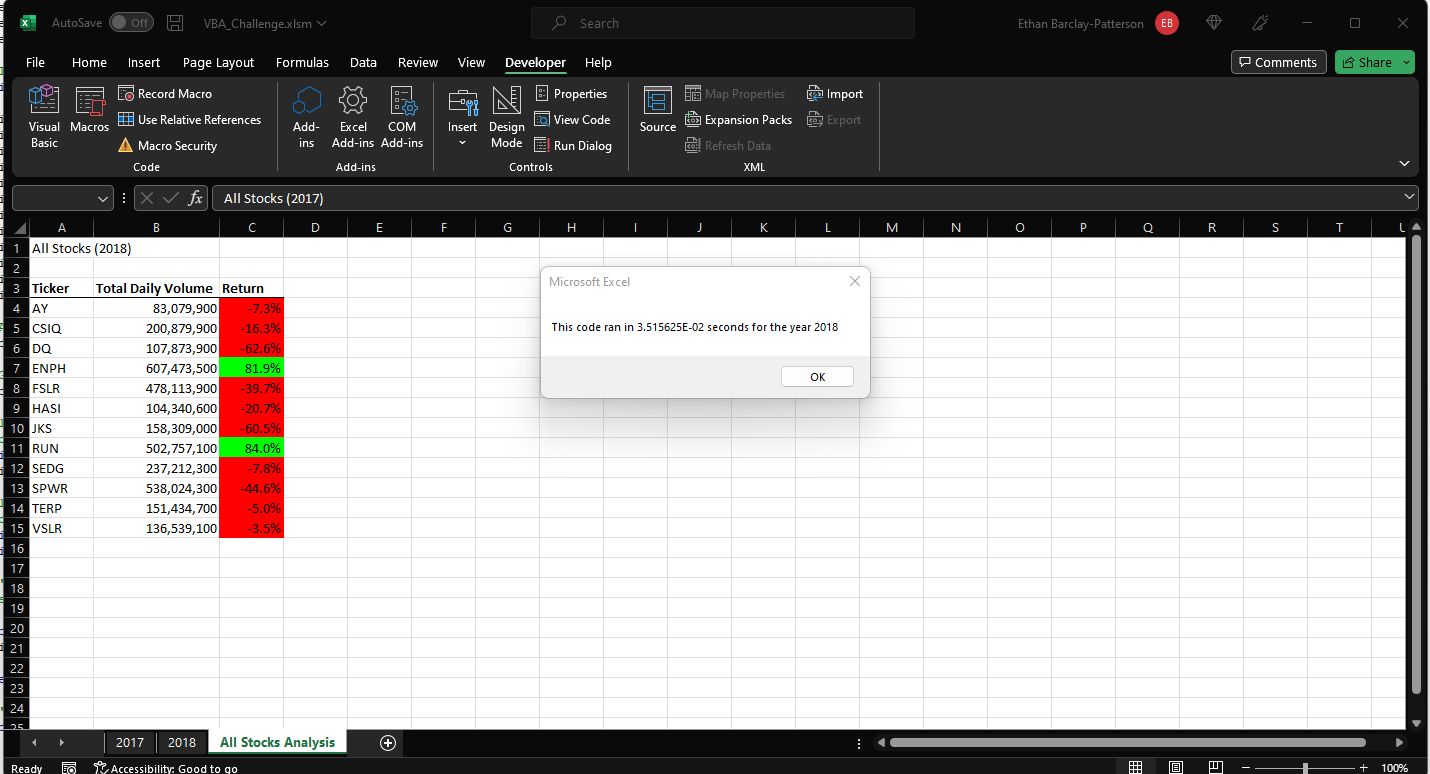 AutoSave Off VBA_Challenge.xlsm Search Ethan Barclay-Patterson EB
File Home Insert Page Layout Formulas Data Review View Developer Help Comments Share
Visual Basic
Macros
Record Macro
Use Relative References
Macro Security
Code
Add-ins
Excel Add-ins
COM Add-ins
Add-ins
Insert
Design Mode
Properties
View Code
Run Dialog
Controls
Source
Map Properties
Expansion Packs
Refresh Data
Import
Export
XML
fx All Stocks (2017)
A B C D E F G H I J K L M N O P Q R S T U
1 All Stocks (2018)
2
3 Ticker Total Daily Volume Return
4 AY 83,079,900 -7.3%
5 CSIQ 200,879,900 -16.3%
6 DQ 107,873,900 -62.6%
7 ENPH 607,473,500 81.9%
8 FSLR 478,113,900 -39.7%
9 HASI 104,340,600 -20.7%
10 JKS 158,309,000 -60.5%
11 RUN 502,757,100 84.0%
12 SEDG 237,212,300 -7.8%
13 SPWR 538,024,300 -44.6%
14 TERP 151,434,700 -5.0%
15 VSLR 136,539,100 -3.5%
16
17
18
19
20
21
22
23
24
25
Microsoft Excel
This code ran in 3.515625E-02 seconds for the year 2018
OK
2017 2018 All Stocks Analysis
Ready Accessibility: Good to go 100%